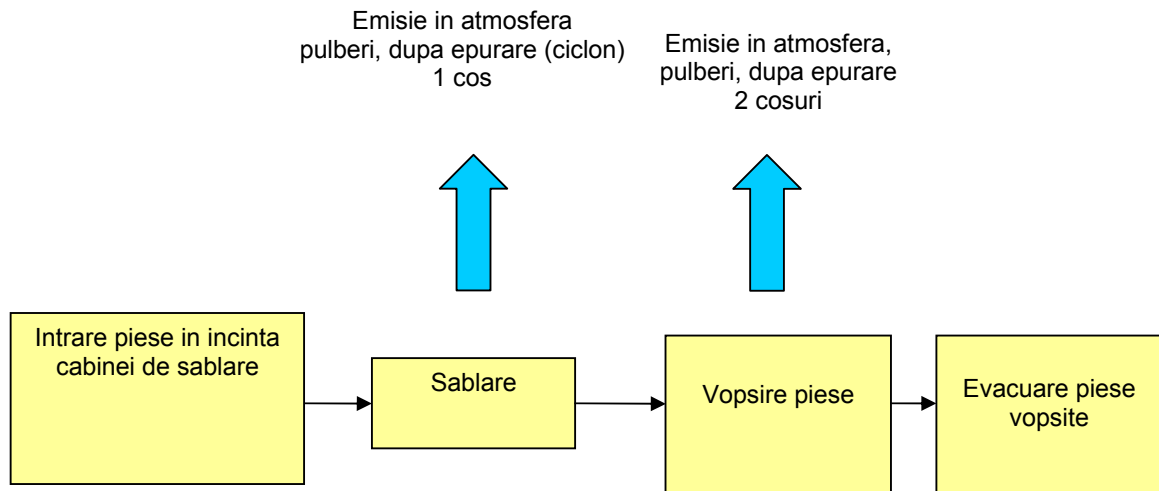 Emisie in atmosfera
pulberi, dupa epurare (ciclon)
1 cos
Emisie in atmosfera,
pulberi, dupa epurare
2 cosuri
Intrare piese in incinta
cabinei de sablare
Sablare
Vopsire piese
Evacuare piese
vopsite